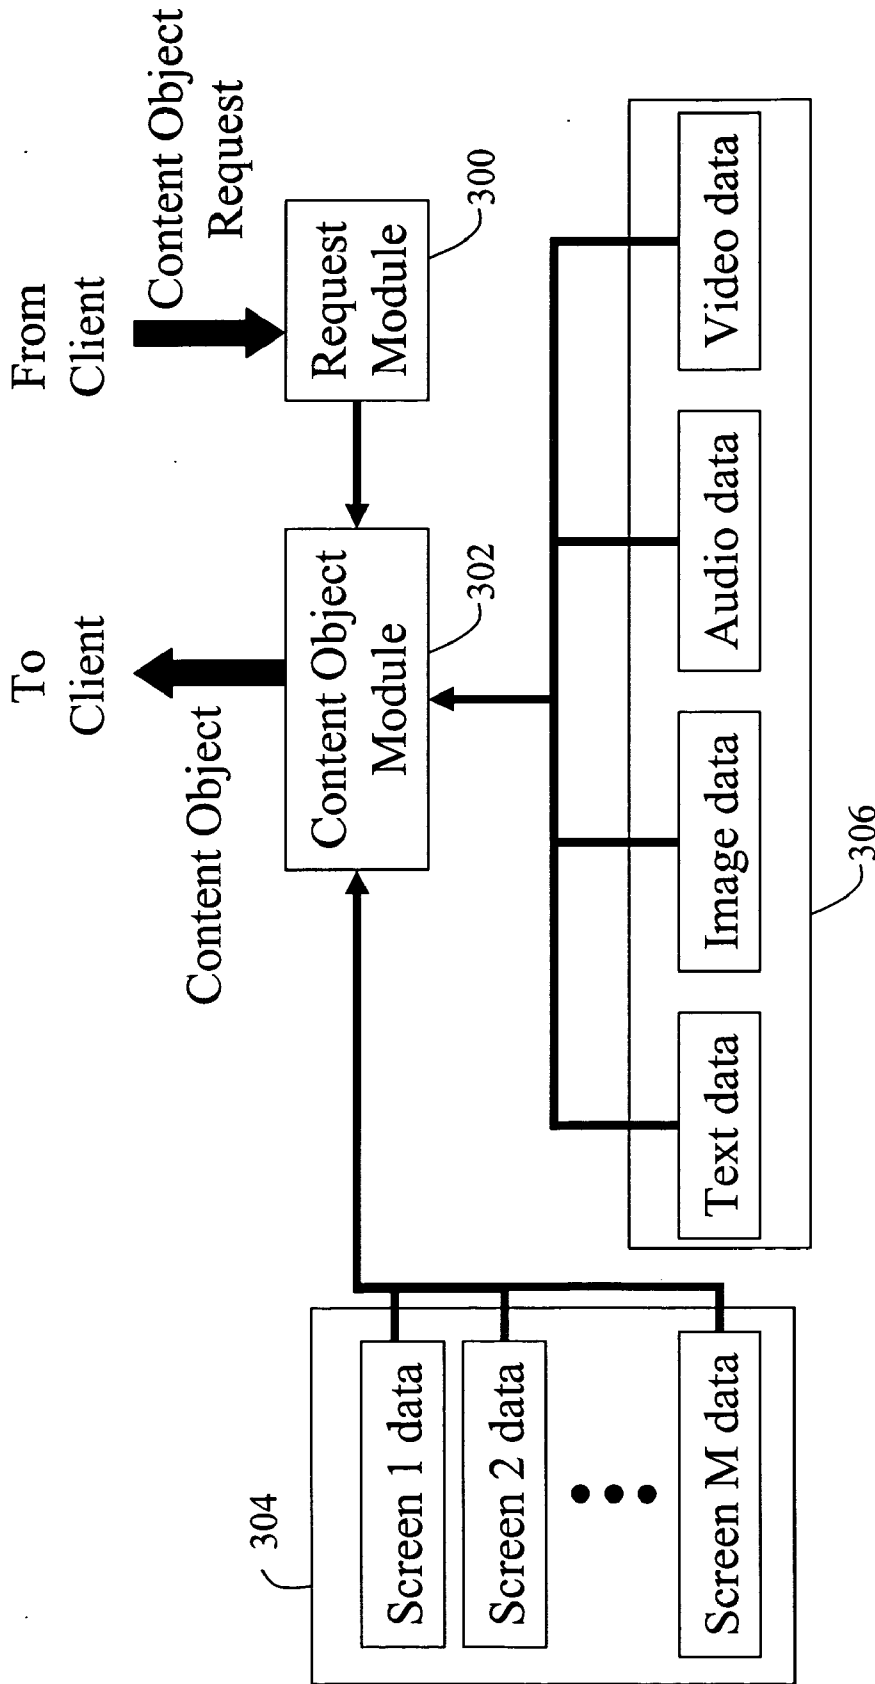 To
Client
From
Client
Content Object
Content Object
Request
Content Object
Module
302
Request
Module
300
304
Screen 1 data
Screen 2 data
Screen M data
Text data
Image data
Audio data
Video data
306